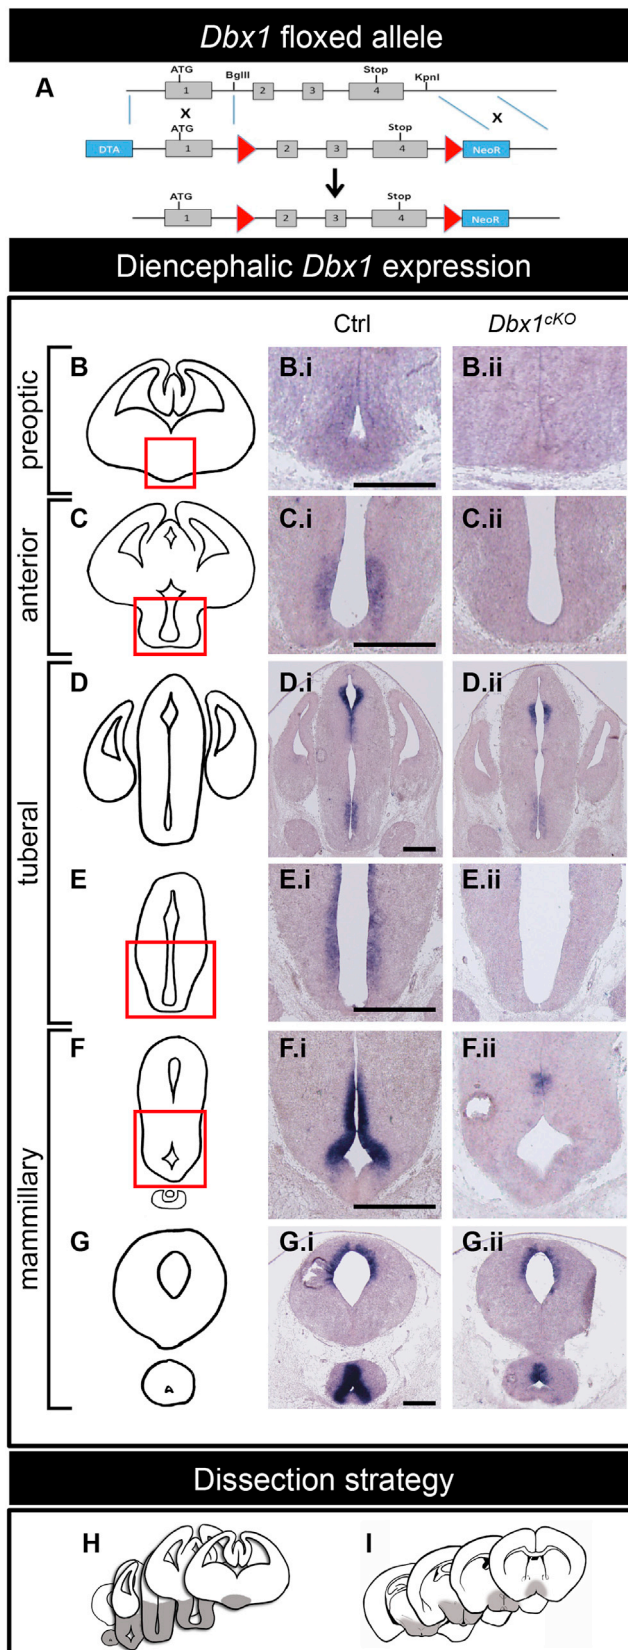 Dbx1 floxed allele
A
ATG BglII Stop KpnI
1 2 3 4
X X
ATG Stop
DTA 1 2 3 4 NeoR
ATG Stop
1 2 3 4 NeoR
Diencephalic Dbx1 expression
Ctrl Dbx1cKO
preoptic
B B.i B.ii
anterior
C C.i C.ii
tuberal
D D.i D.ii
E E.i E.ii
mammillary
F F.i F.ii
G G.i G.ii
Dissection strategy
H I